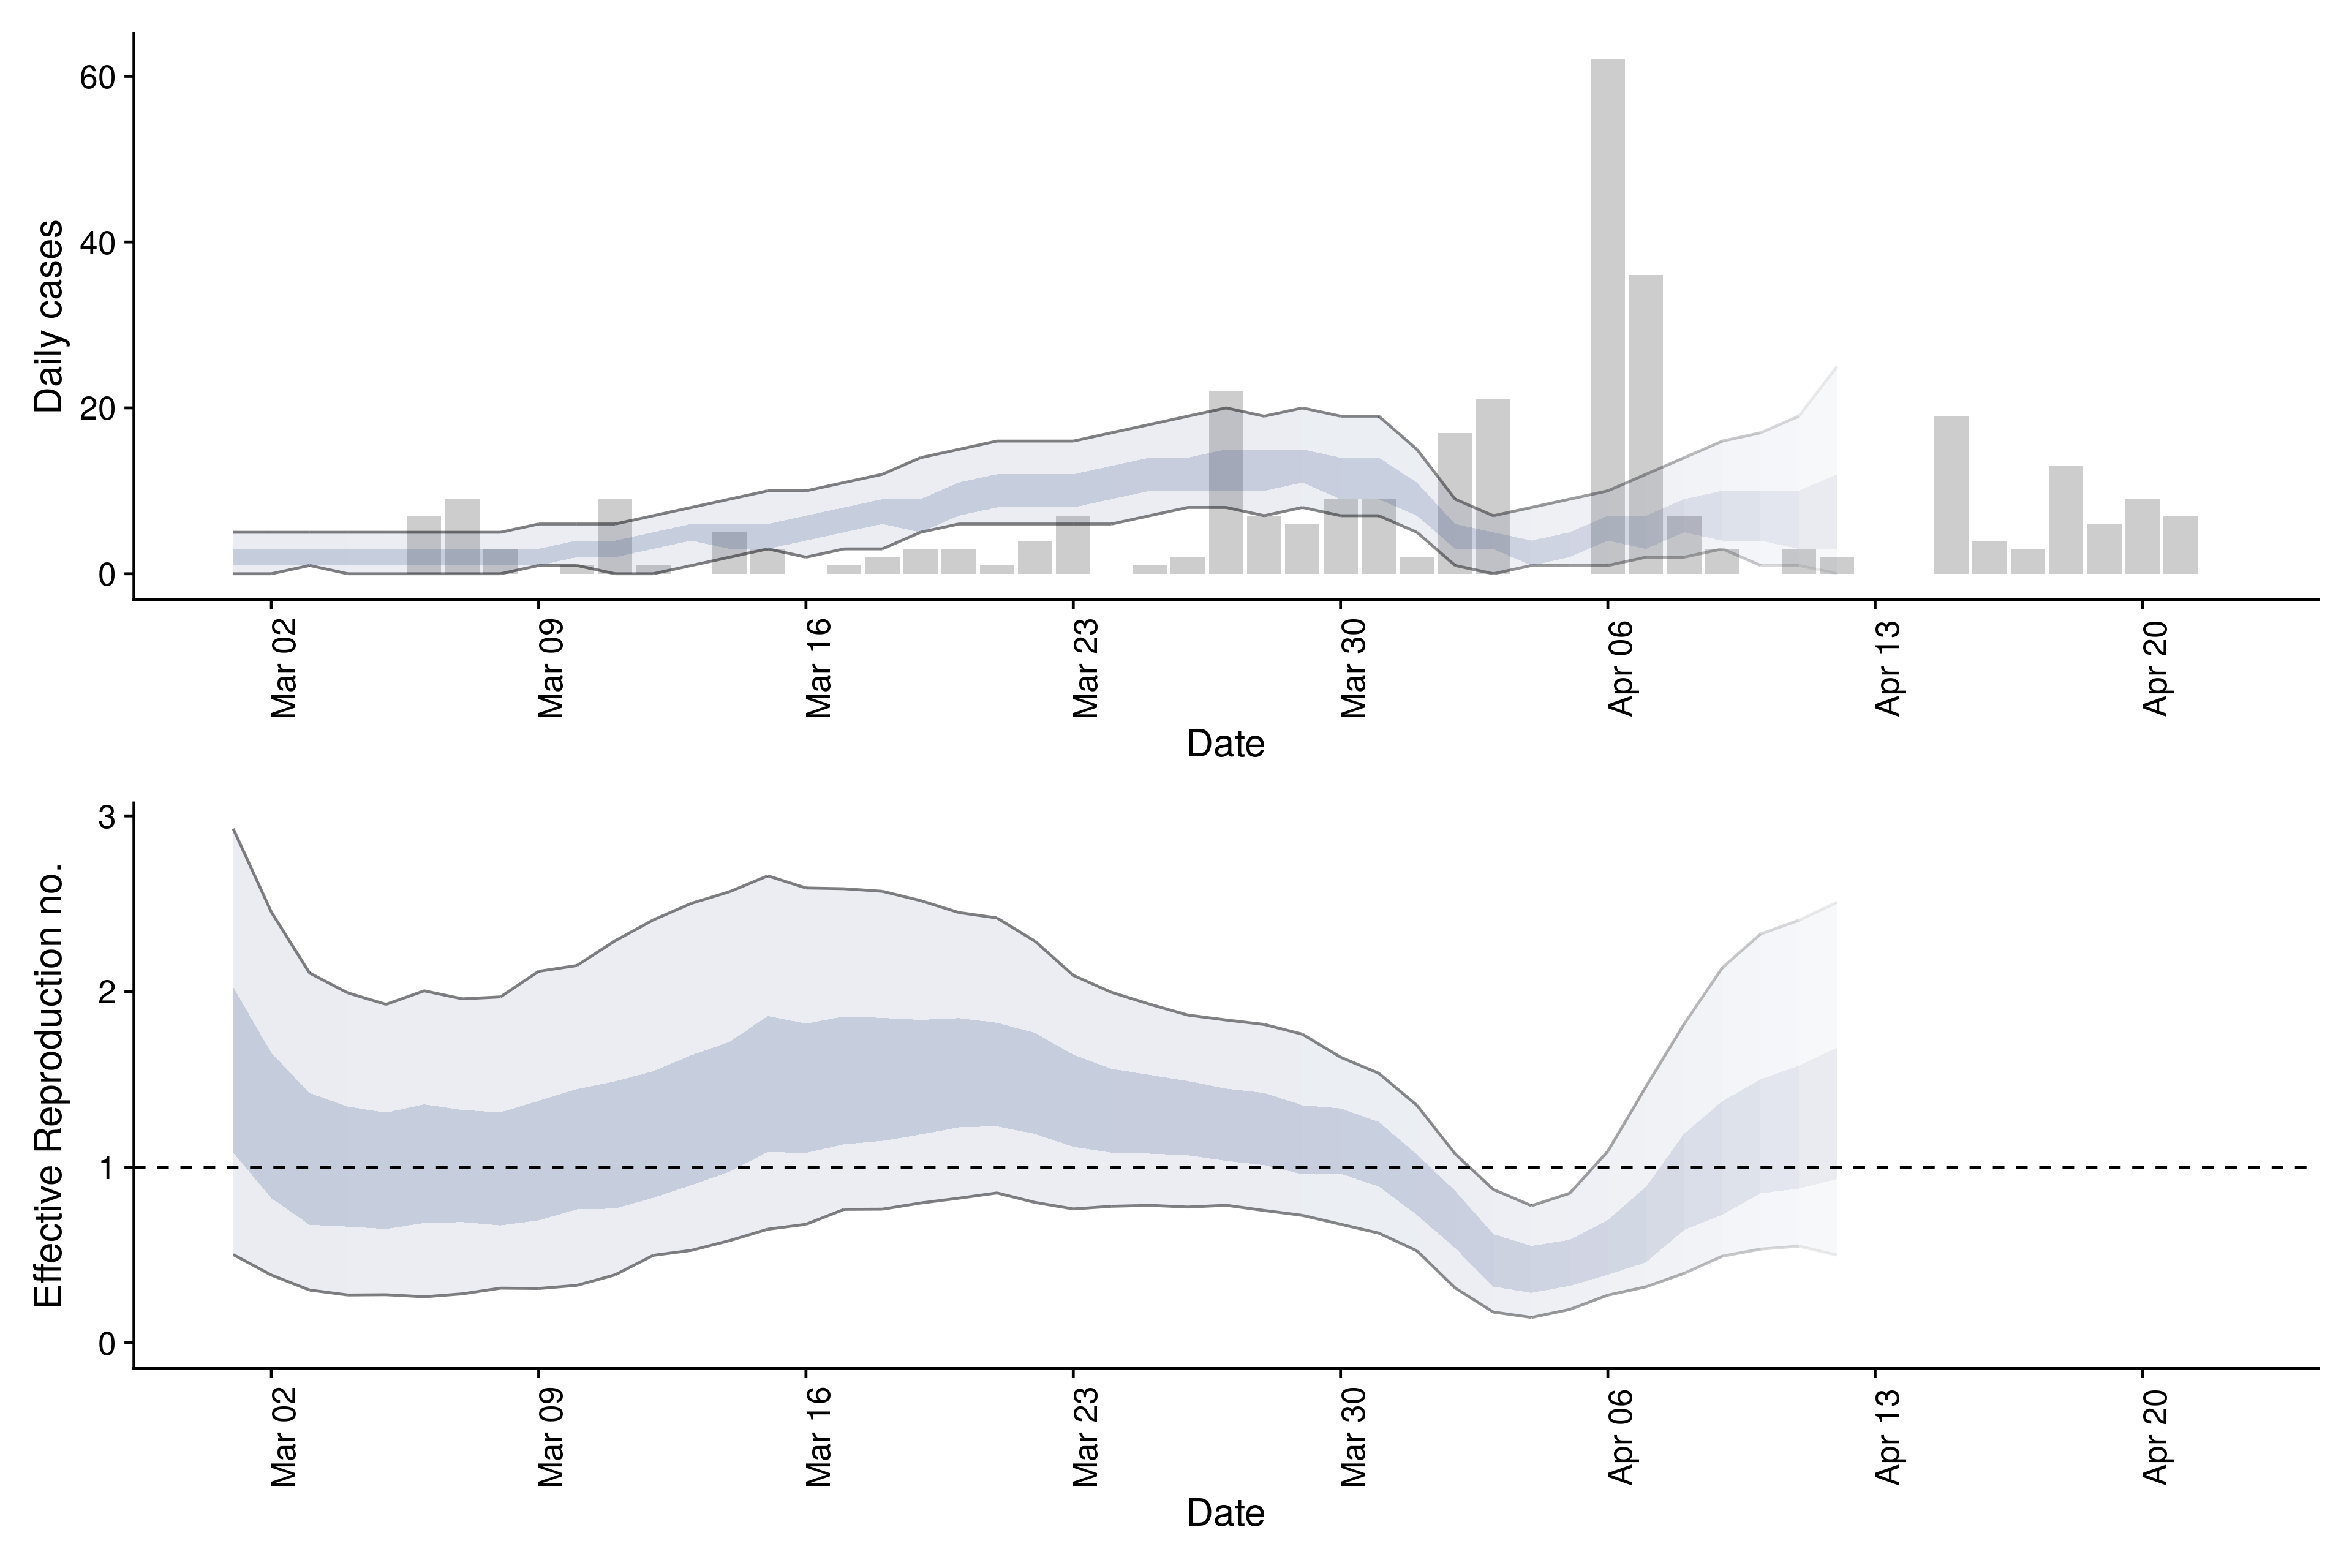 Daily cases
60
40
20
0
Mar 02
Mar 09
Mar 16
Mar 23
Mar 30
Apr 06
Apr 13
Apr 20
Date
Effective Reproduction no.
3
2
1
0
Mar 02
Mar 09
Mar 16
Mar 23
Mar 30
Apr 06
Apr 13
Apr 20
Date